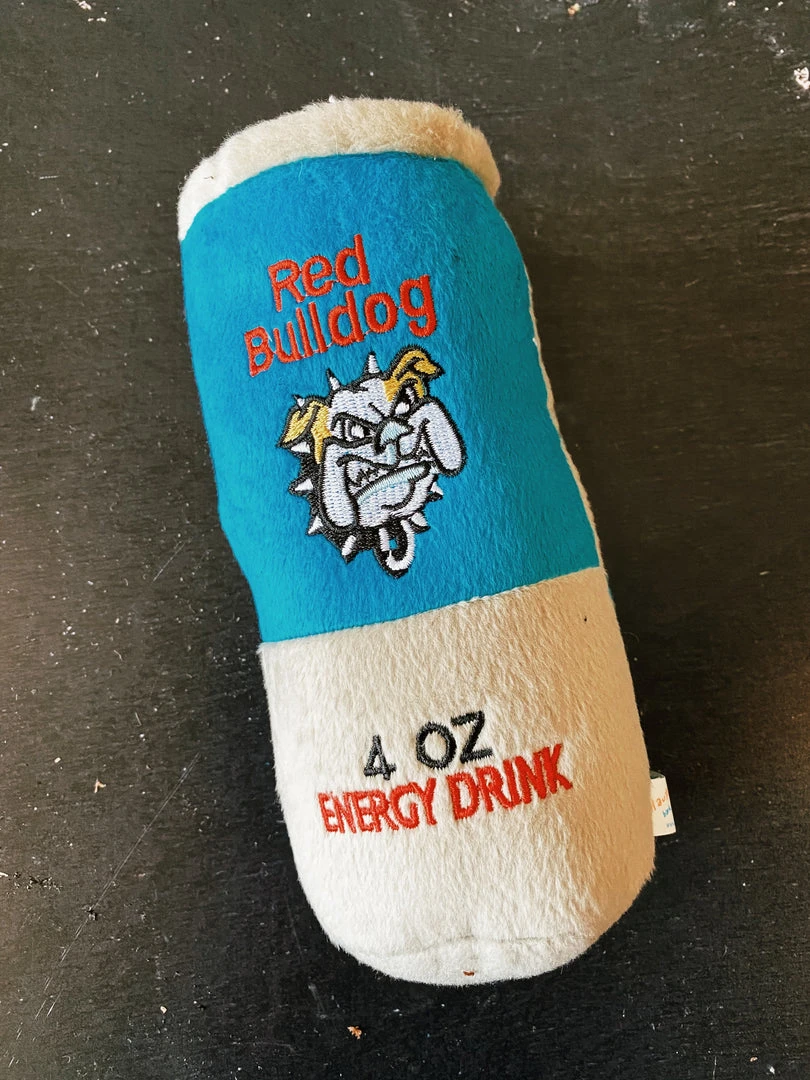 Red
Bulldog
4 OZ
ENERGY DRINK